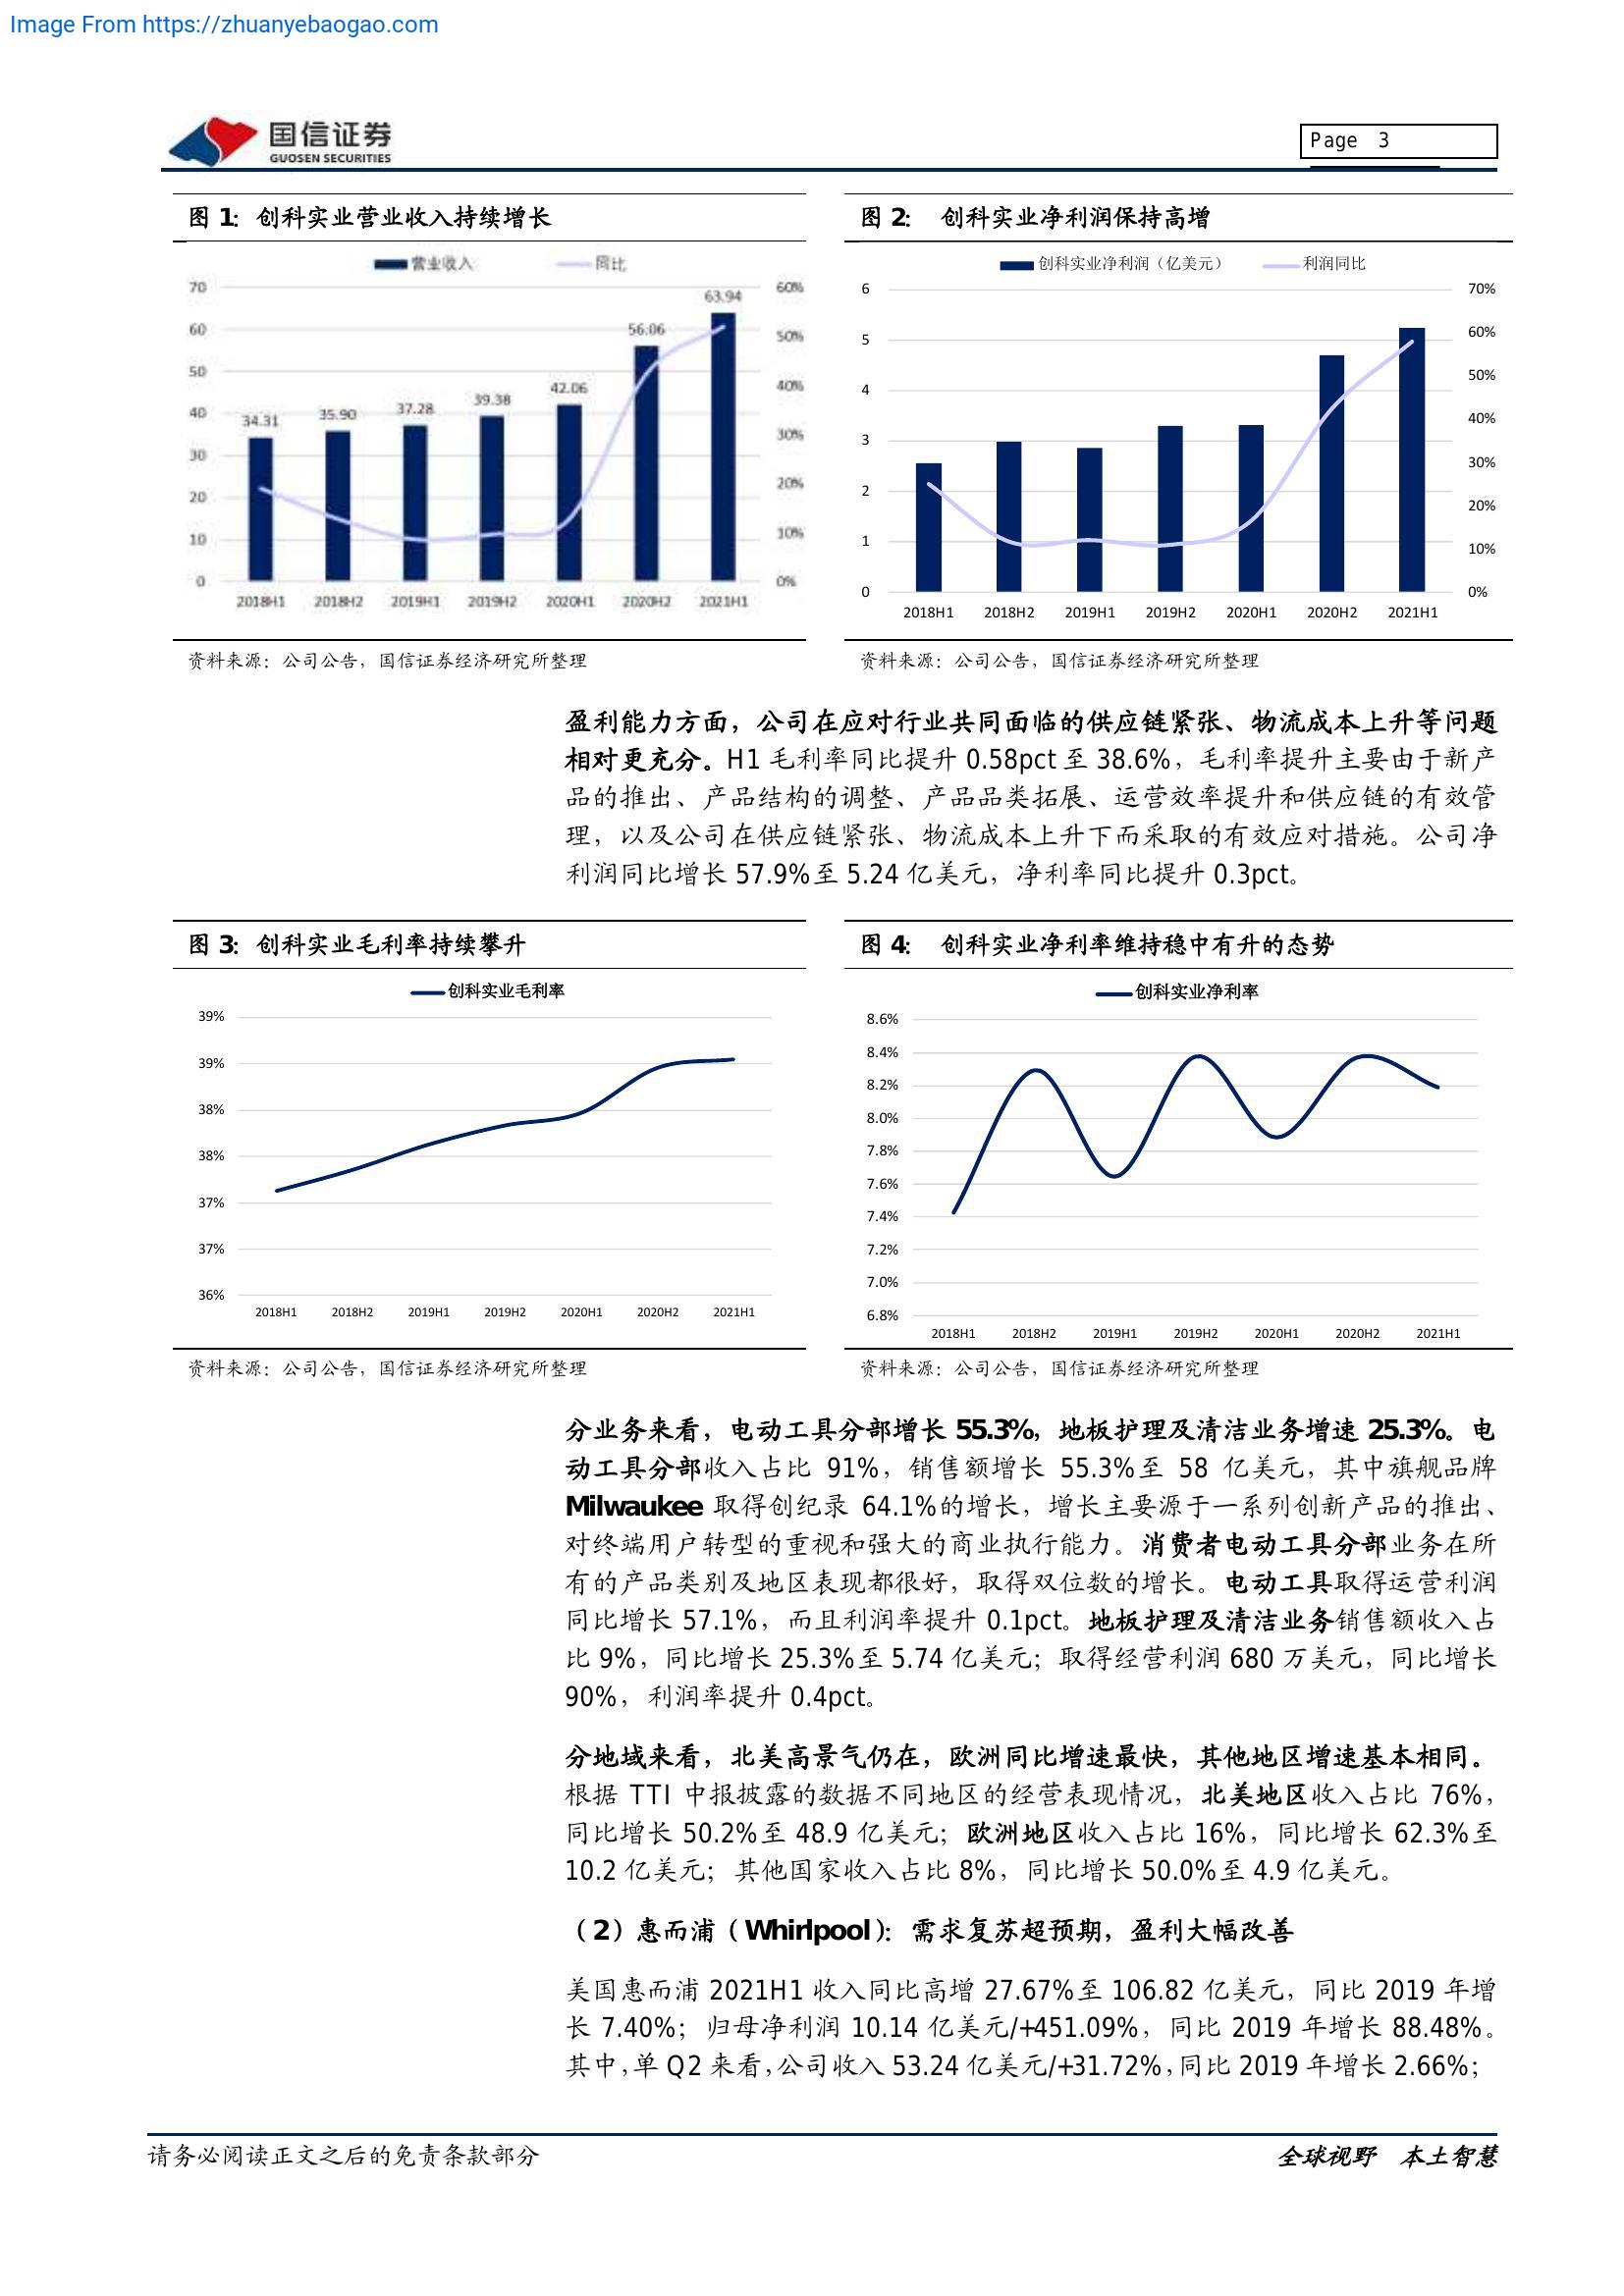 Image From https://zhuanyebaogao.com
国信证券
GUOSEN SECURITIES
Page 3
图 1: 创科实业营业收入持续增长
营业收入 同比
70
60
50
40
30
20
10
0
60%
50%
40%
30%
20%
10%
0%
34.31 35.90 37.28 39.38 42.06 56.06 63.94
2018H1 2018H2 2019H1 2019H2 2020H1 2020H2 2021H1
资料来源：公司公告，国信证券经济研究所整理
图 2: 创科实业净利润保持高增
创科实业净利润（亿美元） 利润同比
6
5
4
3
2
1
0
70%
60%
50%
40%
30%
20%
10%
0%
2018H1 2018H2 2019H1 2019H2 2020H1 2020H2 2021H1
资料来源：公司公告，国信证券经济研究所整理
盈利能力方面，公司在应对行业共同面临的供应链紧张、物流成本上升等问题
相对更充分。H1 毛利率同比提升 0.58pct 至 38.6%，毛利率提升主要由于新产
品的推出、产品结构的调整、产品品类拓展、运营效率提升和供应链的有效管
理，以及公司在供应链紧张、物流成本上升下而采取的有效应对措施。公司净
利润同比增长 57.9%至 5.24 亿美元，净利率同比提升 0.3pct。
图 3: 创科实业毛利率持续攀升
创科实业毛利率
39%
39%
38%
38%
37%
37%
36%
2018H1 2018H2 2019H1 2019H2 2020H1 2020H2 2021H1
资料来源：公司公告，国信证券经济研究所整理
图 4: 创科实业净利率维持稳中有升的态势
创科实业净利率
8.6%
8.4%
8.2%
8.0%
7.8%
7.6%
7.4%
7.2%
7.0%
6.8%
2018H1 2018H2 2019H1 2019H2 2020H1 2020H2 2021H1
资料来源：公司公告，国信证券经济研究所整理
分业务来看，电动工具分部增长 55.3%，地板护理及清洁业务增速 25.3%。电
动工具分部收入占比 91%，销售额增长 55.3%至 58 亿美元，其中旗舰品牌
Milwaukee 取得创纪录 64.1%的增长，增长主要源于一系列创新产品的推出、
对终端用户转型的重视和强大的商业执行能力。消费者电动工具分部业务在所
有的产品类别及地区表现都很好，取得双位数的增长。电动工具取得运营利润
同比增长 57.1%，而且利润率提升 0.1pct。地板护理及清洁业务销售额收入占
比 9%，同比增长 25.3%至 5.74 亿美元；取得经营利润 680 万美元，同比增长
90%，利润率提升 0.4pct。
分地域来看，北美高景气仍在，欧洲同比增速最快，其他地区增速基本相同。
根据 TTI 中报披露的数据不同地区的经营表现情况，北美地区收入占比 76%，
同比增长 50.2%至 48.9 亿美元；欧洲地区收入占比 16%，同比增长 62.3%至
10.2 亿美元；其他国家收入占比 8%，同比增长 50.0%至 4.9 亿美元。
（2）惠而浦（Whirlpool）：需求复苏超预期，盈利大幅改善
美国惠而浦 2021H1 收入同比高增 27.67%至 106.82 亿美元，同比 2019 年增
长 7.40%；归母净利润 10.14 亿美元/+451.09%，同比 2019 年增长 88.48%。
其中，单 Q2 来看，公司收入 53.24 亿美元/+31.72%，同比 2019 年增长 2.66%；
请务必阅读正文之后的免责条款部分
全球视野 本土智慧